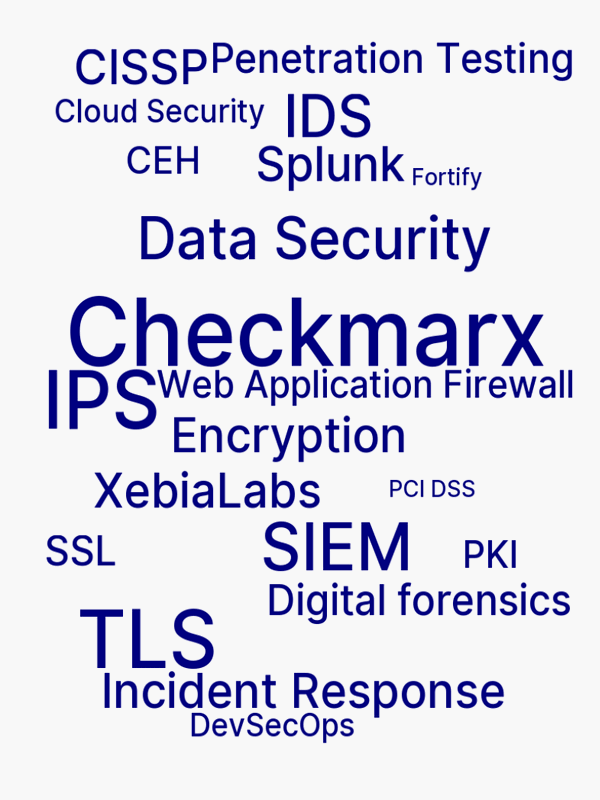 CISSP Penetration Testing
Cloud Security IDS
CEH Splunk Fortify
Data Security
Checkmarx
IPS Web Application Firewall
Encryption
XebiaLabs PCI DSS
SSL SIEM PKI
Digital forensics
TLS
Incident Response
DevSecOps